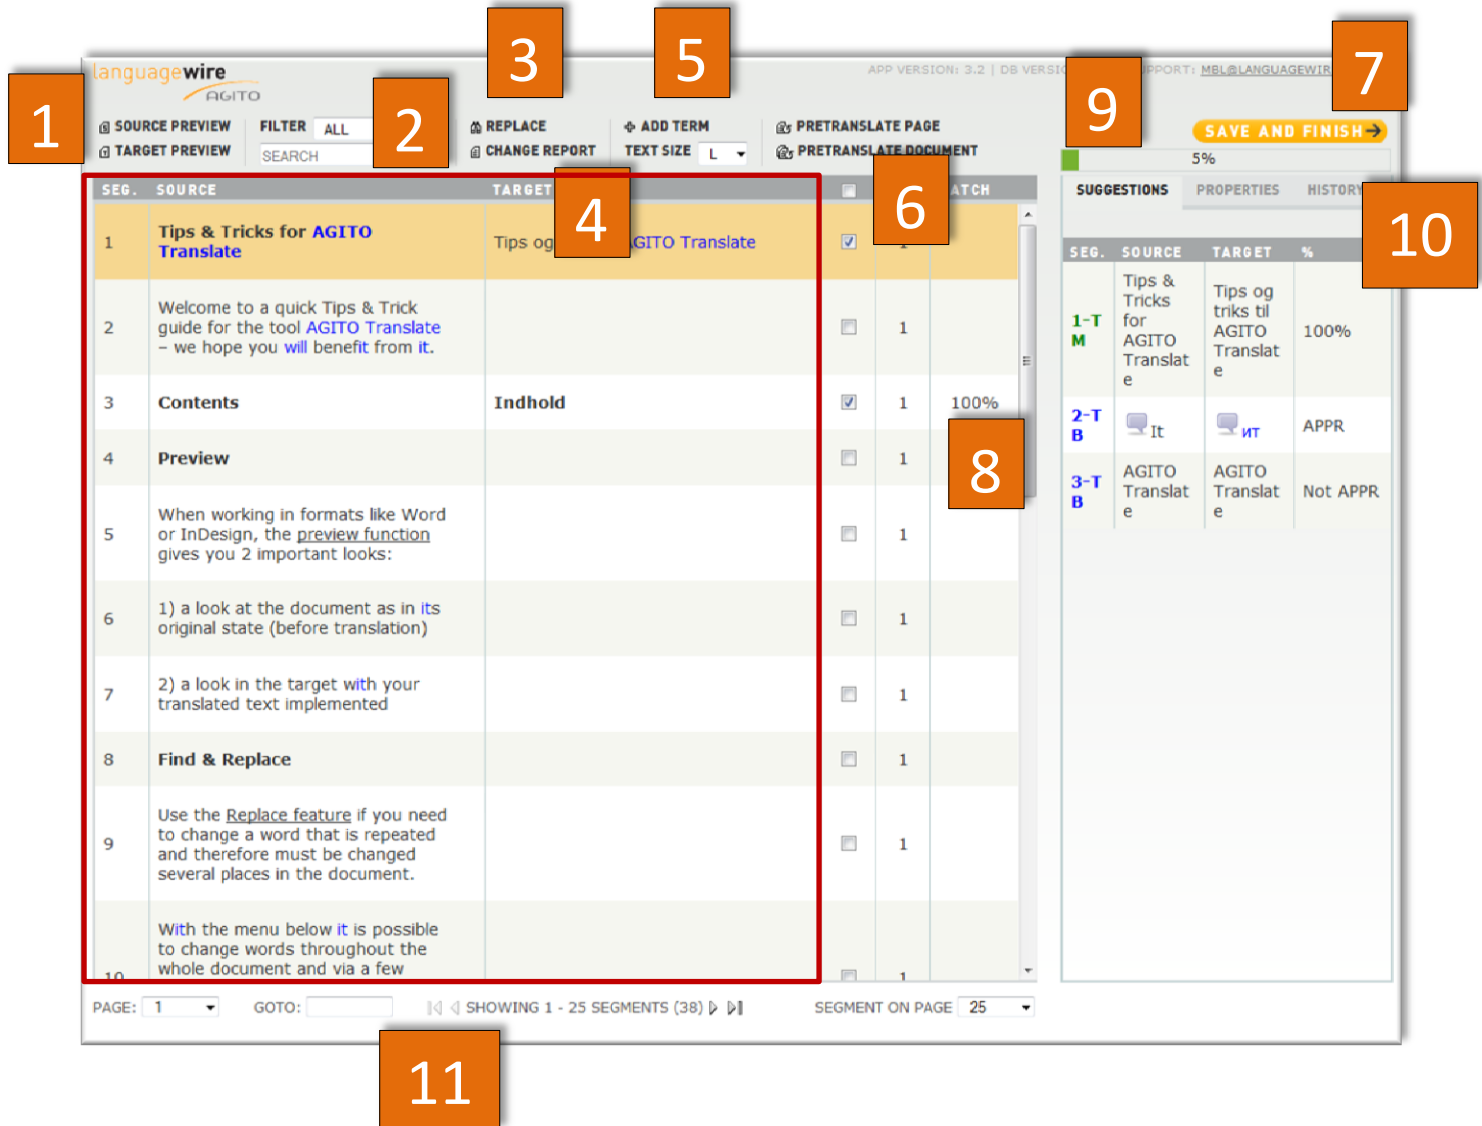 3
5
7
languagewire
AGITO
APP VERSION: 3.2 | DB VERSI
PPORT: MBL@LANGUAGEWIR
9
1
SOURCE PREVIEW
TARGET PREVIEW
FILTER ALL
SEARCH
2
REPLACE
CHANGE REPORT
ADD TERM
TEXT SIZE L
PRETRANSLATE PAGE
PRETRANSLATE DOCUMENT
SAVE AND FINISH
5%
SEG. SOURCE TARGET ATCH
4
6
1 Tips & Tricks for AGITO
Translate
Tips og AGITO Translate
1
2 Welcome to a quick Tips & Trick
guide for the tool AGITO Translate
– we hope you will benefit from it.
1
3 Contents Indhold 1 100%
4 Preview 1
8
5 When working in formats like Word
or InDesign, the preview function
gives you 2 important looks:
1
6 1) a look at the document as in its
original state (before translation)
1
7 2) a look in the target with your
translated text implemented
1
8 Find & Replace 1
9 Use the Replace feature if you need
to change a word that is repeated
and therefore must be changed
several places in the document.
1
10 With the menu below it is possible
to change words throughout the
whole document and via a few
1
SUGGESTIONS PROPERTIES HISTORY
10
SEG. SOURCE TARGET %
1-T
M
Tips &
Tricks
for
AGITO
Translat
e
Tips og
triks til
AGITO
Translat
e
100%
2-T
B
It
ИТ
APPR
3-T
B
AGITO
Translat
e
AGITO
Translat
e
Not APPR
PAGE: 1 GOTO: SHOWING 1 - 25 SEGMENTS (38) SEGMENT ON PAGE 25
11